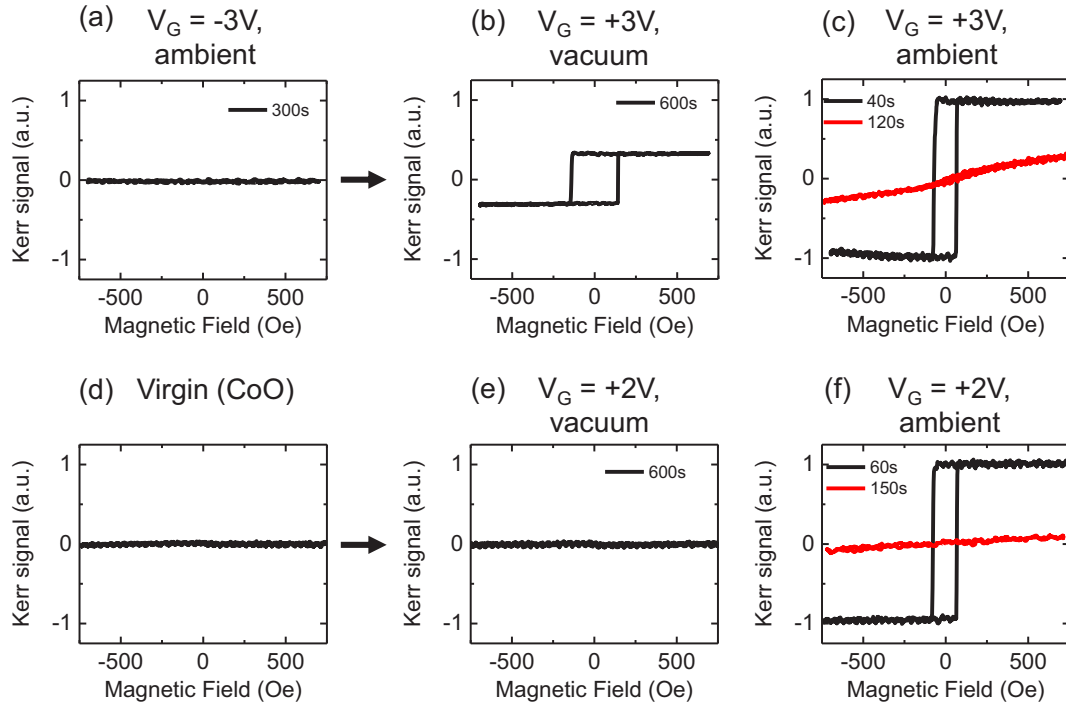 (a) V_G = -3V,
ambient
300s
Kerr signal (a.u.)
1
0
-1
-500 0 500
Magnetic Field (Oe)
(b) V_G = +3V,
vacuum
600s
Kerr signal (a.u.)
1
0
-1
-500 0 500
Magnetic Field (Oe)
(c) V_G = +3V,
ambient
40s
120s
Kerr signal (a.u.)
1
0
-1
-500 0 500
Magnetic Field (Oe)
(d) Virgin (CoO)
Kerr signal (a.u.)
1
0
-1
-500 0 500
Magnetic Field (Oe)
(e) V_G = +2V,
vacuum
600s
Kerr signal (a.u.)
1
0
-1
-500 0 500
Magnetic Field (Oe)
(f) V_G = +2V,
ambient
60s
150s
Kerr signal (a.u.)
1
0
-1
-500 0 500
Magnetic Field (Oe)